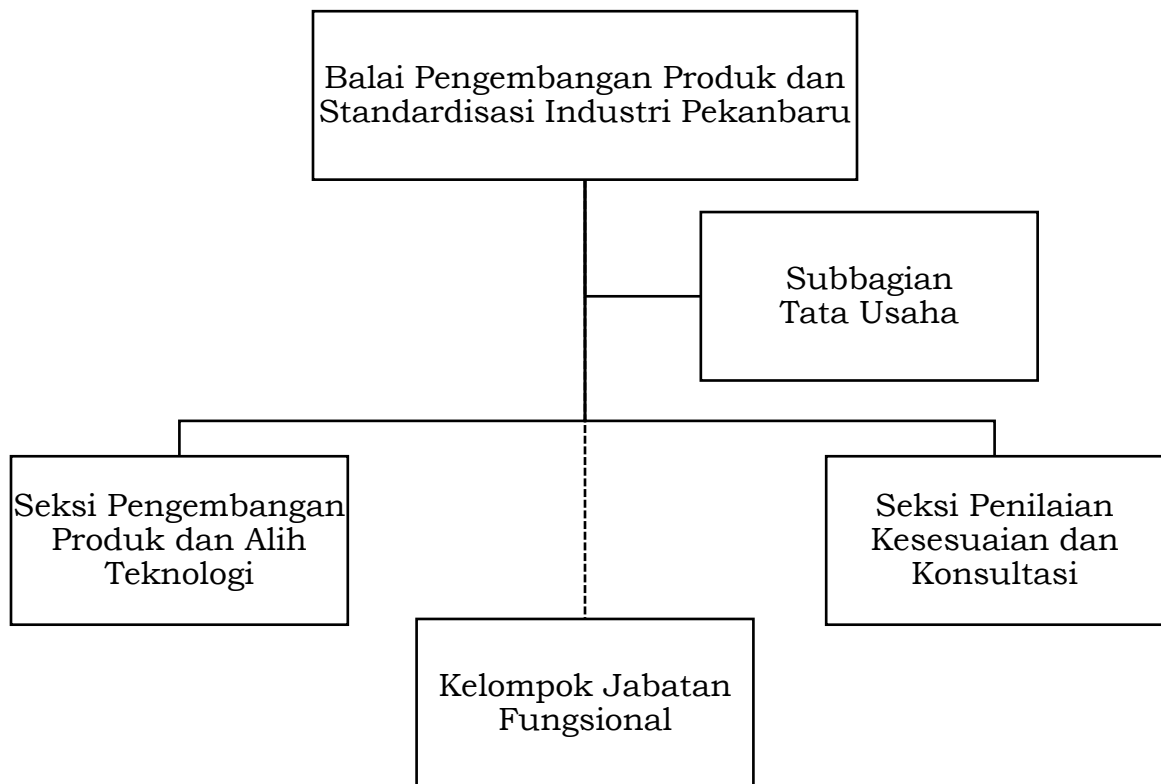 Balai Pengembangan Produk dan
Standardisasi Industri Pekanbaru
Subbagian
Tata Usaha
Seksi Pengembangan
Produk dan Alih
Teknologi
Seksi Penilaian
Kesesuaian dan
Konsultasi
Kelompok Jabatan
Fungsional